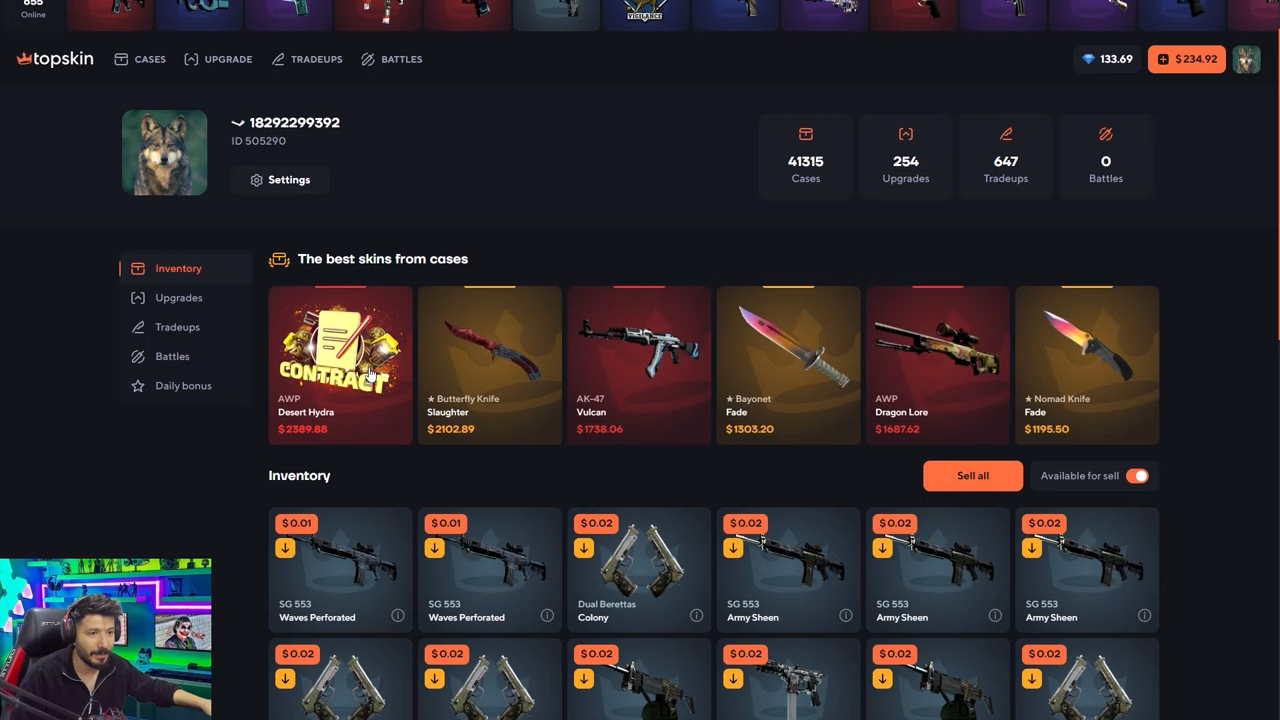 655
Online
VIGILANCE
topskin
CASES
UPGRADE
TRADEUPS
BATTLES
133.69
$ 234.92
18292299392
ID 505290
Settings
41315
Cases
254
Upgrades
647
Tradeups
0
Battles
Inventory
Upgrades
Tradeups
Battles
Daily bonus
The best skins from cases
CONTRACT
AWP
Desert Hydra
$ 2389.88
★ Butterfly Knife
Slaughter
$ 2102.89
AK-47
Vulcan
$ 1738.06
★ Bayonet
Fade
$ 1303.20
AWP
Dragon Lore
$ 1687.62
★ Nomad Knife
Fade
$ 1195.50
Inventory
Sell all
Available for sell
$ 0.01
SG 553
Waves Perforated
$ 0.01
SG 553
Waves Perforated
$ 0.02
Dual Berettas
Colony
$ 0.02
SG 553
Army Sheen
$ 0.02
SG 553
Army Sheen
$ 0.02
SG 553
Army Sheen
$ 0.02
$ 0.02
$ 0.02
$ 0.02
$ 0.02
$ 0.02